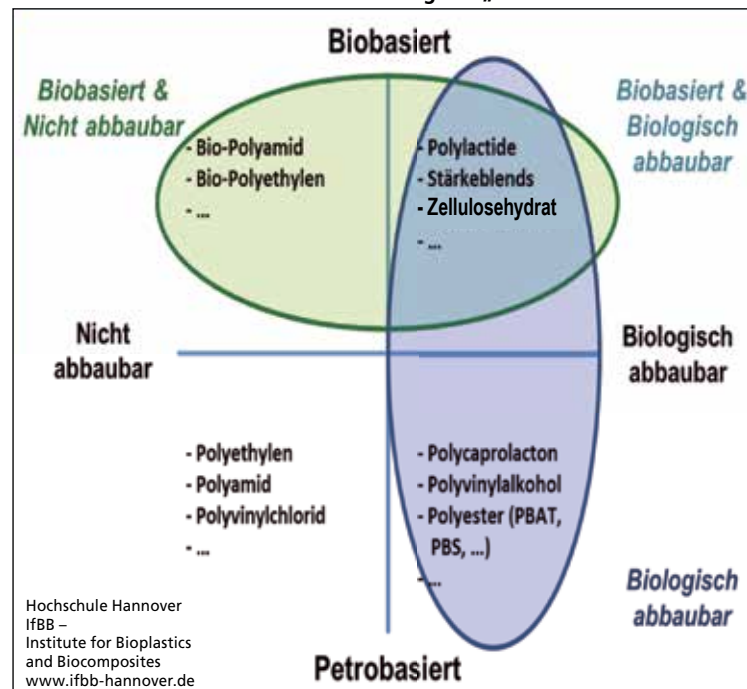 Biobasiert
Biobasiert &
Nicht abbaubar
Biobasiert &
Biologisch
abbaubar
- Bio-Polyamid
- Bio-Polyethylen
- ...
- Polylactide
- Stärkeblends
- Zellulosehydrat
- ...
Nicht
abbaubar
Biologisch
abbaubar
- Polyethylen
- Polyamid
- Polyvinylchlorid
- ...
- Polycaprolacton
- Polyvinylalkohol
- Polyester (PBAT,
PBS, ...)
- ...
Biologisch
abbaubar
Hochschule Hannover
IfBB –
Institute for Bioplastics
and Biocomposites
www.ifbb-hannover.de
Petrobasiert